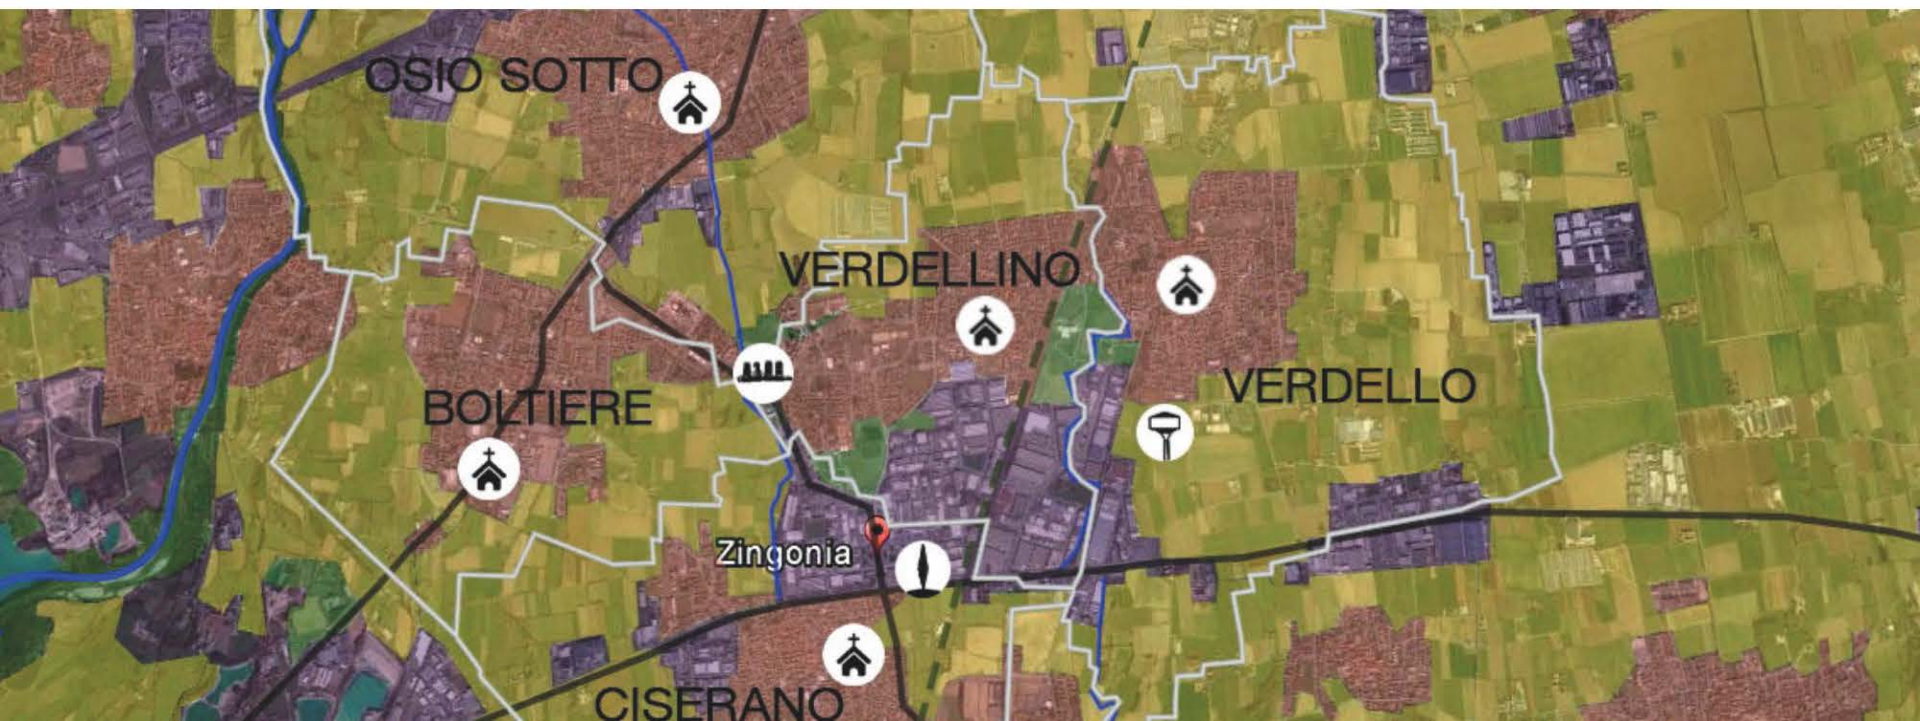 OSIO SOTTO
VERDELLINO
BOLTIERE
VERDELLO
Zingonia
CISERANO